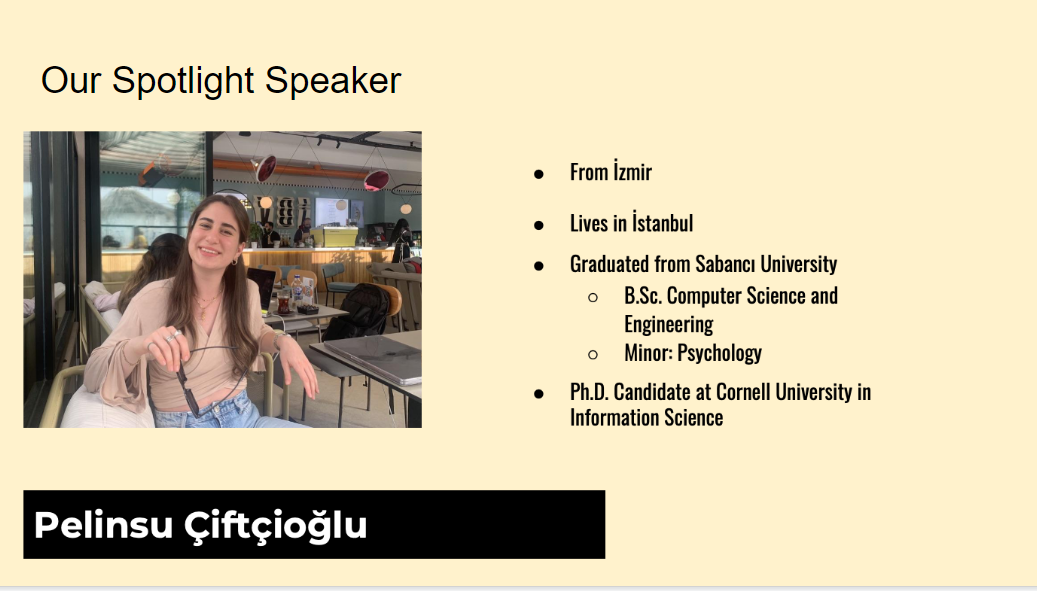 Our Spotlight Speaker
● From İzmir
● Lives in İstanbul
● Graduated from Sabancı University
○ B.Sc. Computer Science and
Engineering
○ Minor: Psychology
● Ph.D. Candidate at Cornell University in
Information Science
Pelinsu Çiftçioğlu